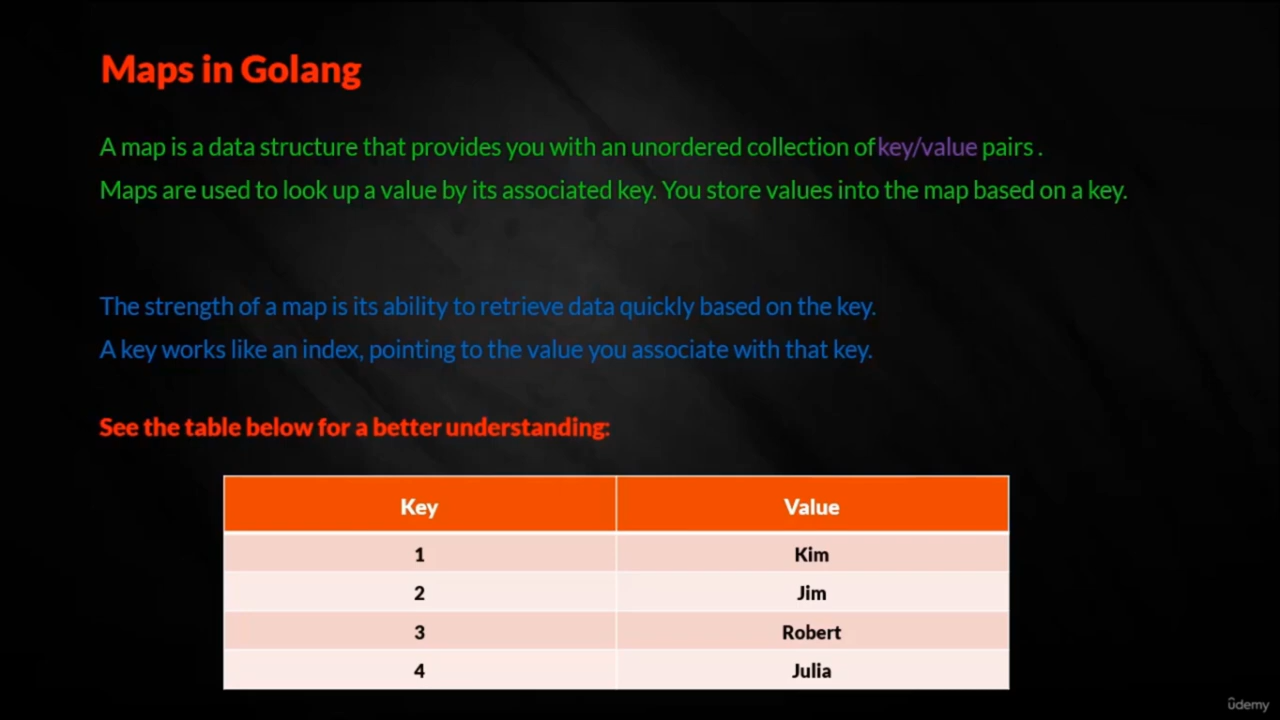 Maps in Golang
A map is a data structure that provides you with an unordered collection of key/value pairs .
Maps are used to look up a value by its associated key. You store values into the map based on a key.
The strength of a map is its ability to retrieve data quickly based on the key.
A key works like an index, pointing to the value you associate with that key.
See the table below for a better understanding:
Key Value
1 Kim
2 Jim
3 Robert
4 Julia
ûdemy